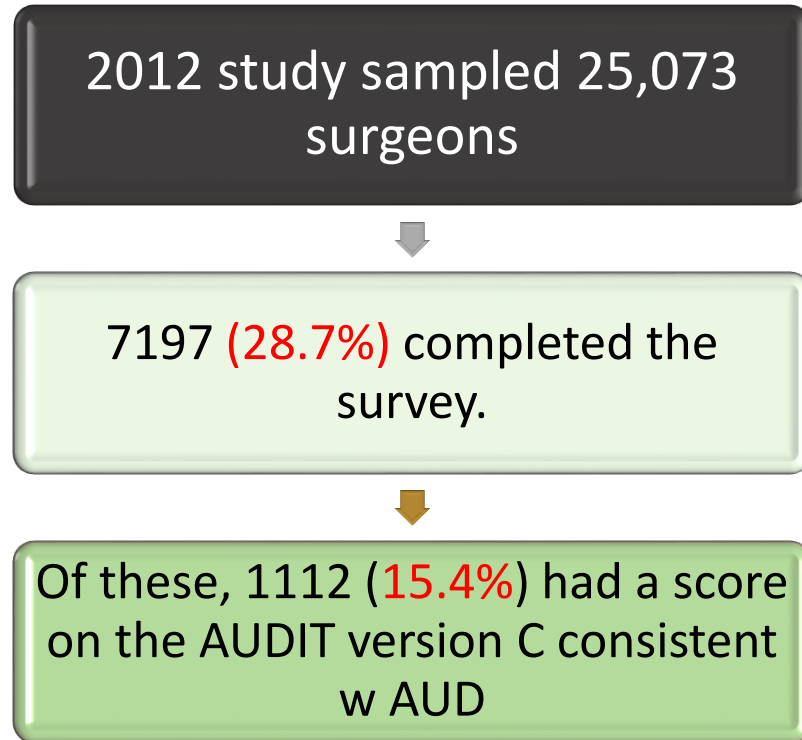 2012 study sampled 25,073
surgeons
7197 (28.7%) completed the
survey.
Of these, 1112 (15.4%) had a score
on the AUDIT version C consistent
w AUD